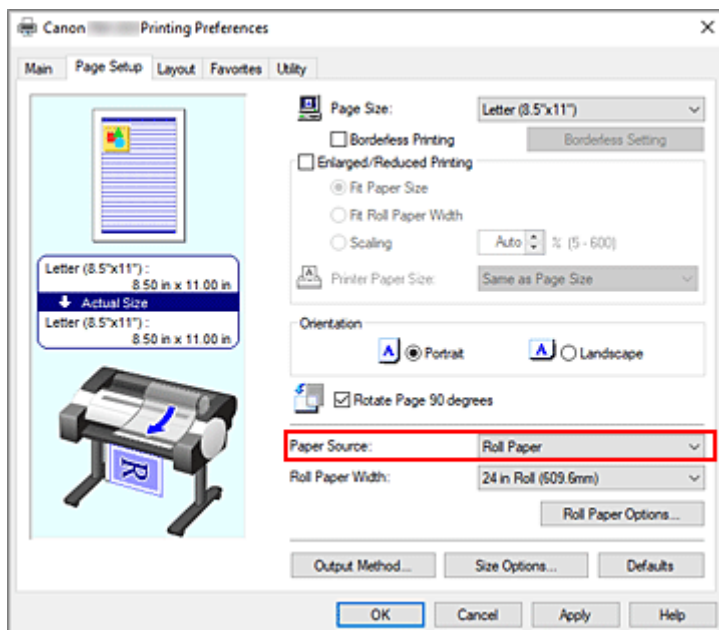 Canon Printing Preferences
Main Page Setup Layout Favorites Utility
Page Size: Letter (8.5"x11")
Borderless Printing Borderless Setting
Enlarged/Reduced Printing
Fit Paper Size
Fit Roll Paper Width
Scaling Auto % (5 - 600)
Printer Paper Size: Same as Page Size
Letter (8.5"x11") :
8.50 in x 11.00 in
Actual Size
Letter (8.5"x11") :
8.50 in x 11.00 in
Orientation
A Portrait A Landscape
Rotate Page 90 degrees
Paper Source: Roll Paper
Roll Paper Width: 24 in Roll (609.6mm)
R
Roll Paper Options...
Output Method... Size Options... Defaults
OK Cancel Apply Help